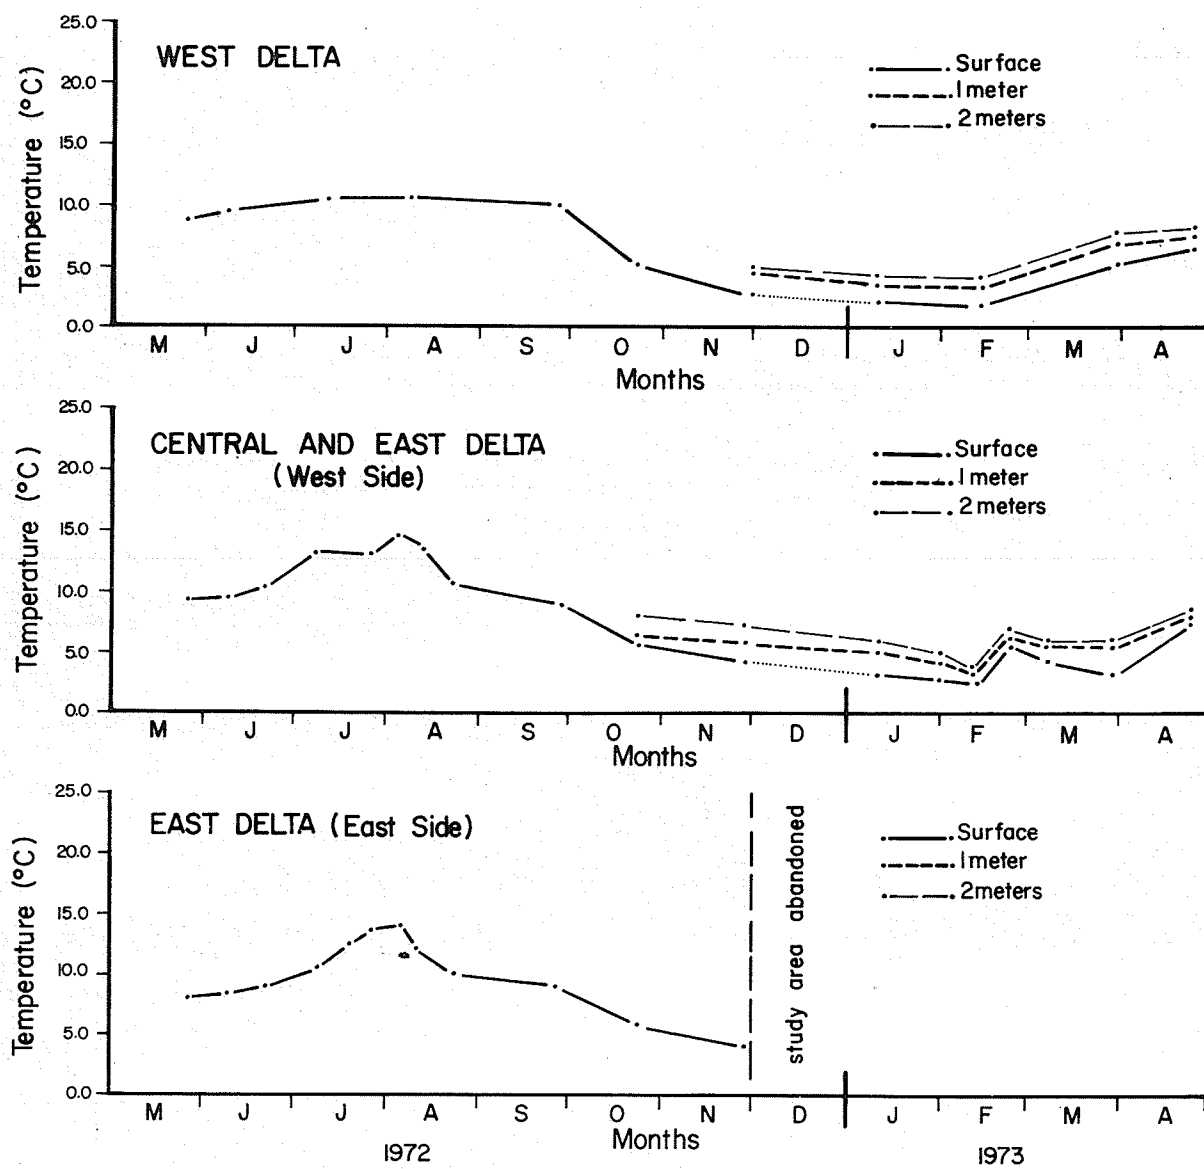 25.0
WEST DELTA
Surface
1 meter
2 meters
20.0
15.0
10.0
5.0
0.0
Temperature (°C)
M J J A S O N D J F M A
Months
25.0
CENTRAL AND EAST DELTA
(West Side)
Surface
1 meter
2 meters
20.0
15.0
10.0
5.0
0.0
Temperature (°C)
M J J A S O N D J F M A
Months
25.0
EAST DELTA (East Side)
Surface
1 meter
2 meters
20.0
15.0
10.0
5.0
0.0
Temperature (°C)
study area abandoned
M J J A S O N D J F M A
Months
1972 1973